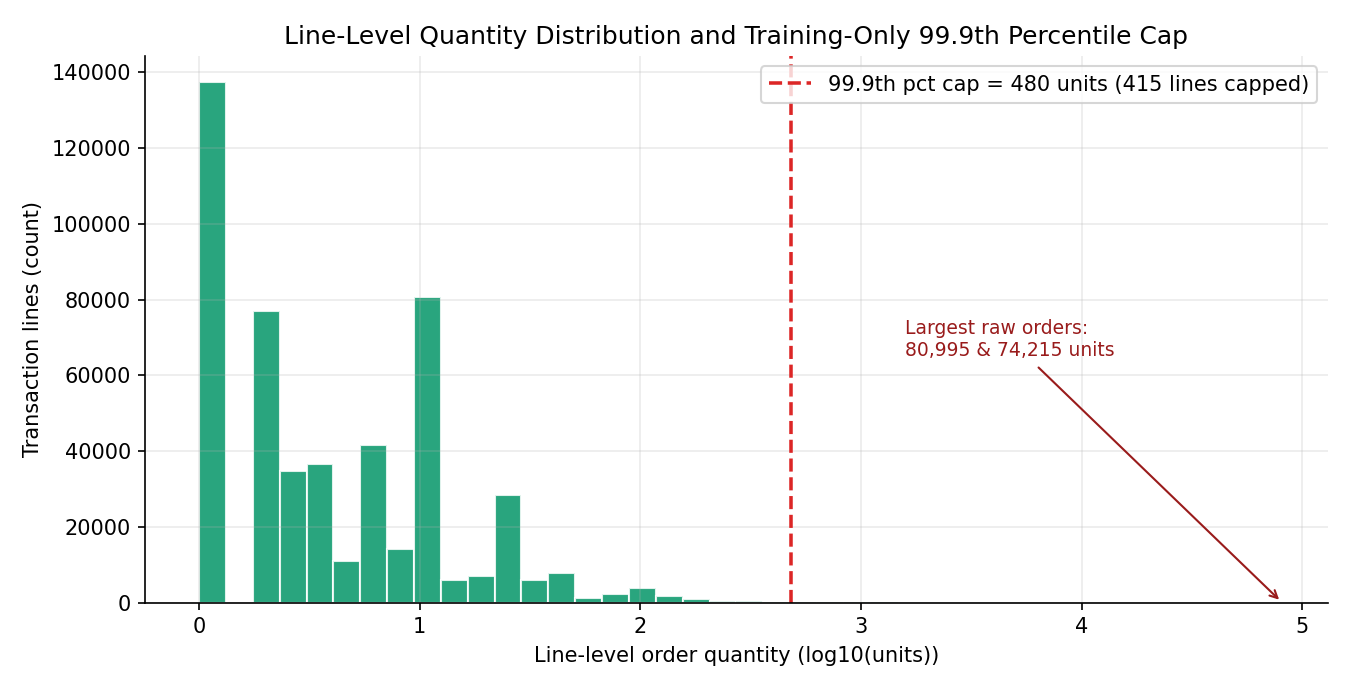 Line-Level Quantity Distribution and Training-Only 99.9th Percentile Cap
99.9th pct cap = 480 units (415 lines capped)
Transaction lines (count)
140000
120000
100000
80000
60000
40000
20000
0
Largest raw orders:
80,995 & 74,215 units
0 1 2 3 4 5
Line-level order quantity (log10(units))